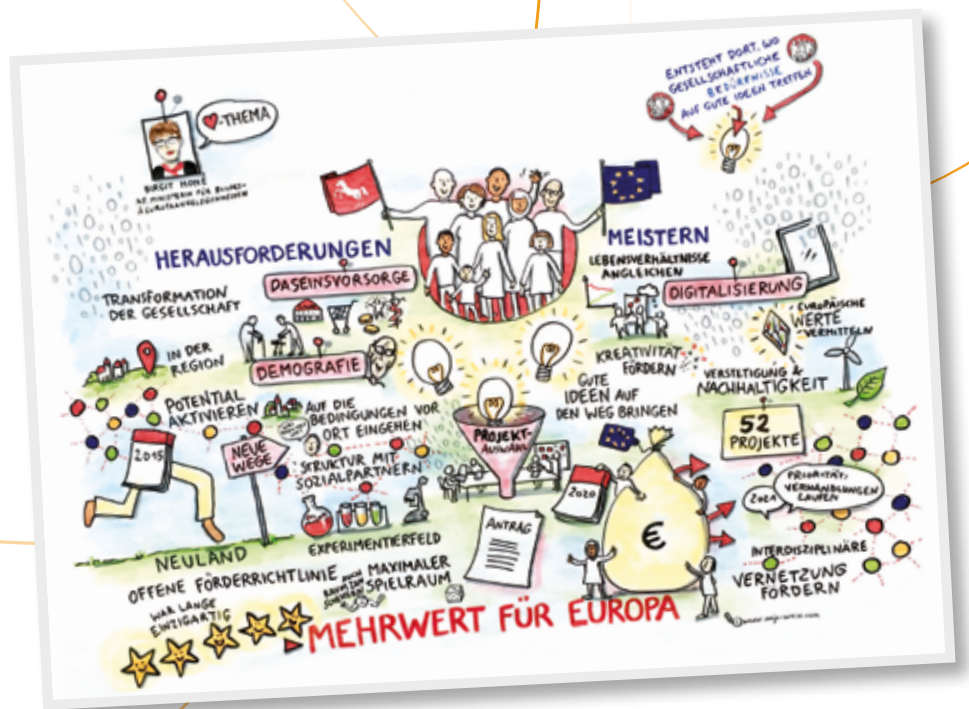 ♥-THEMA
BIRGIT HONÉ
ENTSTEHT DORT, WO
GESELLSCHAFTLICHE
BEDÜRFNISSE
AUF GUTE IDEEN TREFFEN
HERAUSFORDERUNGEN
MEISTERN
DASEINSVORSORGE
LEBENSVERHÄLTNISSE
ANGLEICHEN
DIGITALISIERUNG
TRANSFORMATION
DER GESELLSCHAFT
EUROPÄISCHE
WERTE
VERMITTELN
IN DER
REGION
DEMOGRAFIE
KREATIVITÄT
FÖRDERN
VERSTETIGUNG &
NACHHALTIGKEIT
POTENTIAL
AKTIVIEREN
AUF DIE
BEDINGUNGEN VOR
ORT EINGEHEN
GUTE
IDEEN AUF
DEN WEG BRINGEN
52
PROJEKTE
2015
NEUE
WEGE
STRUKTUR MIT
SOZIALPARTNERN
PROJEKT-
AUSWAHL
2020
€
2021
PRIORITÄT:
VERHANDLUNGEN
LAUFEN
NEULAND
EXPERIMENTIERFELD
ANTRAG
INTERDISZIPLINÄRE
VERNETZUNG
FÖRDERN
OFFENE FÖRDERRICHTLINIE
WAR LANGE
EINZIGARTIG
MAXIMALER
SPIELRAUM
MEHRWERT FÜR EUROPA